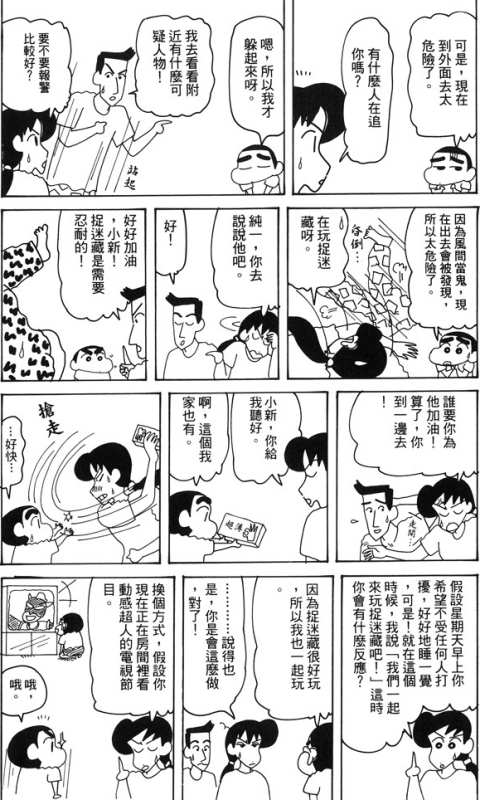 可是，現在
到外面去太
危險了。
有什麼人在追
你嗎？
嗯，所以我才
躲起來呀。
我去看看附
近有什麼可
疑人物！
站起
要不要報警
比較好？
因為風間當鬼，現
在出去會被發現，
所以太危險了。
昏倒…
在玩捉迷
藏呀。
純一，你去
說說他吧。
好！
好好加油
，小新！
捉迷藏是需要
忍耐的！
誰要你為
他加油！
算了，你
到一邊去
！
走開…
小新，你給
我聽好。
啊，這個我
家也有。
搶走
…好快…
假設星期天早上你
希望不受任何人打
擾，好好地睡一覺
，可是！就在這個
時候，我說「我們一起
來玩捉迷藏吧！」這時
你會有什麼反應？
因為捉迷藏很好玩
，所以我也一起玩
。
…………說得也
是，你是會這麼做
，對了！
換個方式，假設你
現在正在房間裡看
動感超人的電視節
目。
哦，
哦。